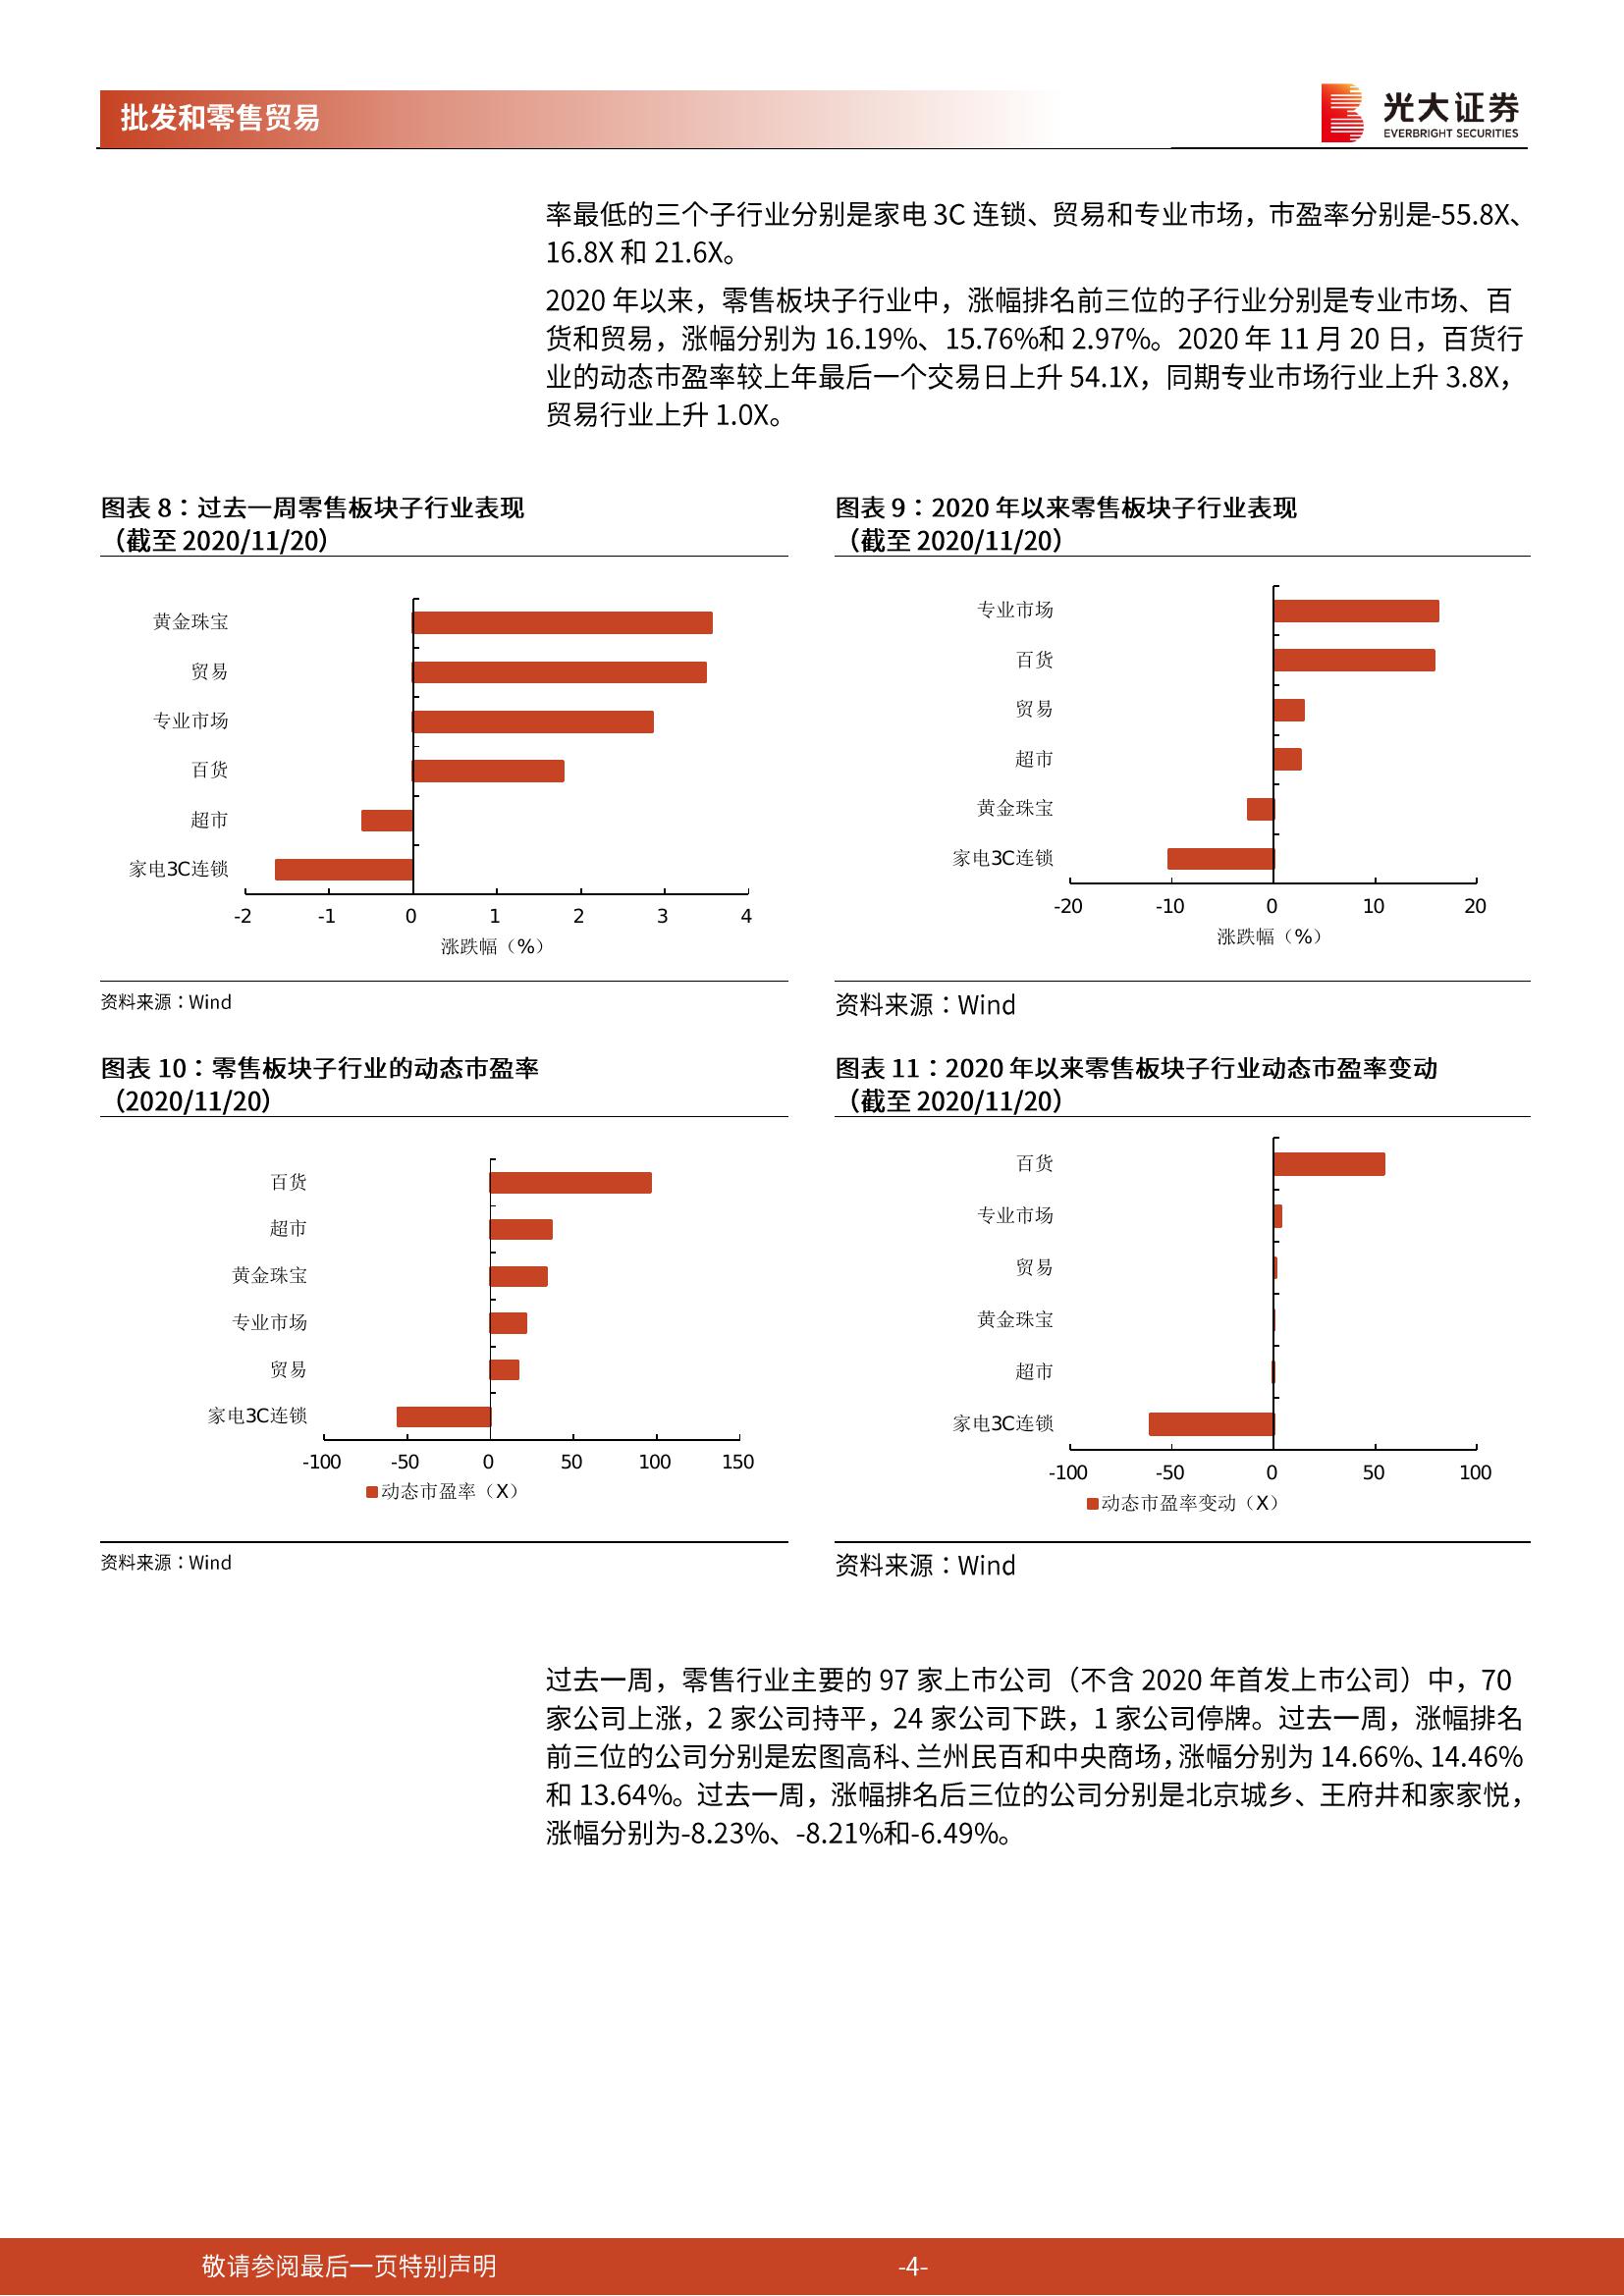 批发和零售贸易
光大证券
EVERBRIGHT SECURITIES
率最低的三个子行业分别是家电 3C 连锁、贸易和专业市场，市盈率分别是-55.8X、
16.8X 和 21.6X。
2020 年以来，零售板块子行业中，涨幅排名前三位的子行业分别是专业市场、百
货和贸易，涨幅分别为 16.19%、15.76%和 2.97%。2020 年 11 月 20 日，百货行
业的动态市盈率较上年最后一个交易日上升 54.1X，同期专业市场行业上升 3.8X，
贸易行业上升 1.0X。
图表 8：过去一周零售板块子行业表现
（截至 2020/11/20）
黄金珠宝
贸易
专业市场
百货
超市
家电3C连锁
-2 -1 0 1 2 3 4
涨跌幅（%）
资料来源：Wind
图表 9：2020 年以来零售板块子行业表现
（截至 2020/11/20）
专业市场
百货
贸易
超市
黄金珠宝
家电3C连锁
-20 -10 0 10 20
涨跌幅（%）
资料来源：Wind
图表 10：零售板块子行业的动态市盈率
（2020/11/20）
百货
超市
黄金珠宝
专业市场
贸易
家电3C连锁
-100 -50 0 50 100 150
动态市盈率（X）
资料来源：Wind
图表 11：2020 年以来零售板块子行业动态市盈率变动
（截至 2020/11/20）
百货
专业市场
贸易
黄金珠宝
超市
家电3C连锁
-100 -50 0 50 100
动态市盈率变动（X）
资料来源：Wind
过去一周，零售行业主要的 97 家上市公司（不含 2020 年首发上市公司）中，70
家公司上涨，2 家公司持平，24 家公司下跌，1 家公司停牌。过去一周，涨幅排名
前三位的公司分别是宏图高科、兰州民百和中央商场，涨幅分别为 14.66%、14.46%
和 13.64%。过去一周，涨幅排名后三位的公司分别是北京城乡、王府井和家家悦，
涨幅分别为-8.23%、-8.21%和-6.49%。
敬请参阅最后一页特别声明
-4-